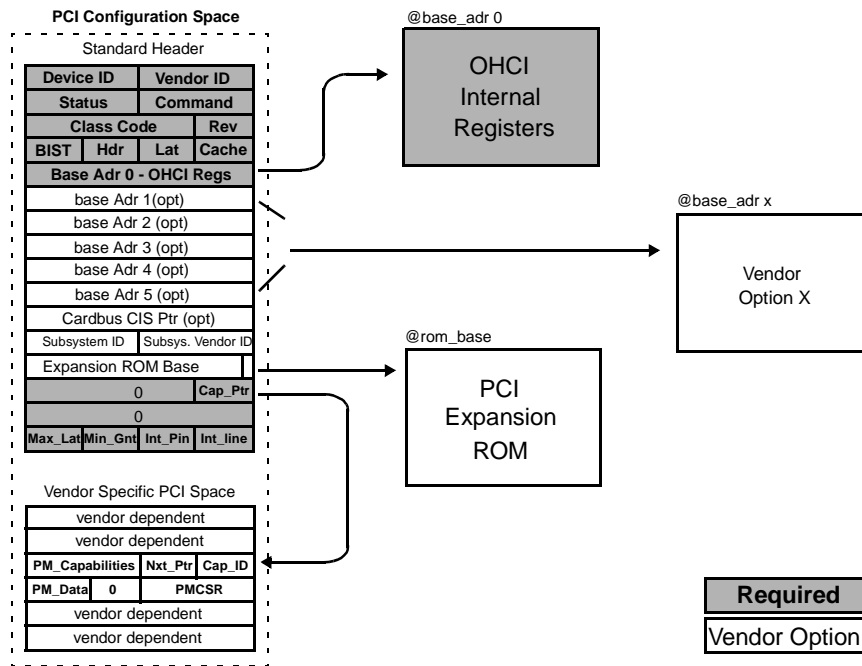 PCI Configuration Space
Standard Header
Device ID Vendor ID
Status Command
Class Code Rev
BIST Hdr Lat Cache
Base Adr 0 - OHCI Regs
base Adr 1(opt)
base Adr 2 (opt)
base Adr 3 (opt)
base Adr 4 (opt)
base Adr 5 (opt)
Cardbus CIS Ptr (opt)
Subsystem ID Subsys. Vendor ID
Expansion ROM Base
0 Cap_Ptr
0
Max_Lat Min_Gnt Int_Pin Int_line
Vendor Specific PCI Space
vendor dependent
vendor dependent
PM_Capabilities Nxt_Ptr Cap_ID
PM_Data 0 PMCSR
vendor dependent
vendor dependent
@base_adr 0
OHCI
Internal
Registers
@base_adr x
Vendor
Option X
@rom_base
PCI
Expansion
ROM
Required
Vendor Option